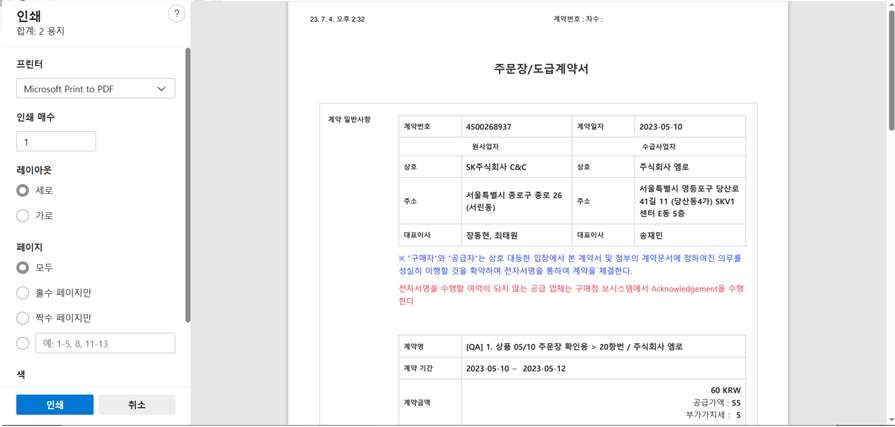 인쇄
?
합계: 2 용지
프린터
Microsoft Print to PDF
인쇄 매수
1
레이아웃
세로
가로
페이지
모두
홀수 페이지만
짝수 페이지만
예: 1-5, 8, 11-13
색
인쇄 취소
23. 7. 4. 오후 2:32 계약번호 : 차수 :
주문장/도급계약서
계약 일반사항
계약번호 4500268937 계약일자 2023-05-10
원사업자 수급사업자
상호 SK주식회사 C&C 상호 주식회사 엠로
주소 서울특별시 종로구 종로 26
(서린동)
주소 서울특별시 영등포구 당산로
41길 11 (당산동4가) SKV1
센터 E동 5층
대표이사 장동현, 최태원 대표이사 송재민
※ "구매자"와 "공급자"는 상호 대등한 입장에서 본 계약서 및 첨부의 계약문서에 정하여진 의무를
성실히 이행할 것을 확약하며 전자서명을 통하여 계약을 체결한다.
전자서명을 수행할 여력이 되지 않는 공급 업체는 구매정 보시스템에서 Acknowledgement을 수행
한다
계약명 [QA] 1. 상품 05/10 주문장 확인용 > 20항번 / 주식회사 엠로
계약 기간 2023-05-10 ~ 2023-05-12
계약금액
60 KRW
공급가액 : 55
부가가치세 : 5